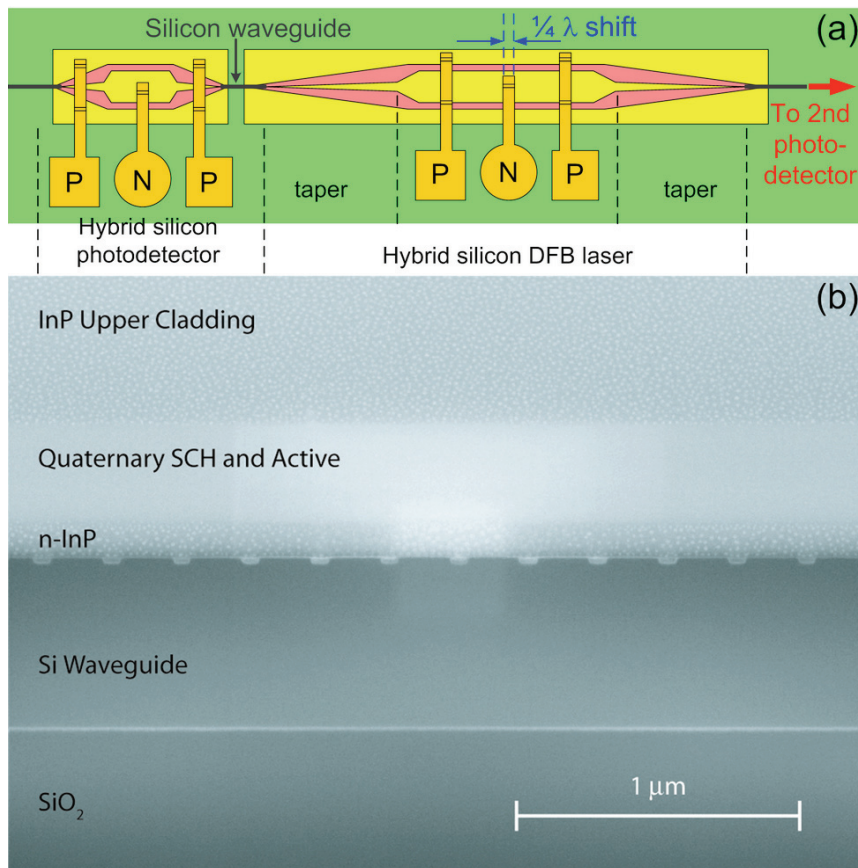 (a)
Silicon waveguide
¼ λ shift
To 2nd
photo-
detector
P
N
P
taper
P
N
P
taper
Hybrid silicon
photodetector
Hybrid silicon DFB laser
(b)
InP Upper Cladding
Quaternary SCH and Active
n-InP
Si Waveguide
SiO₂
1 μm